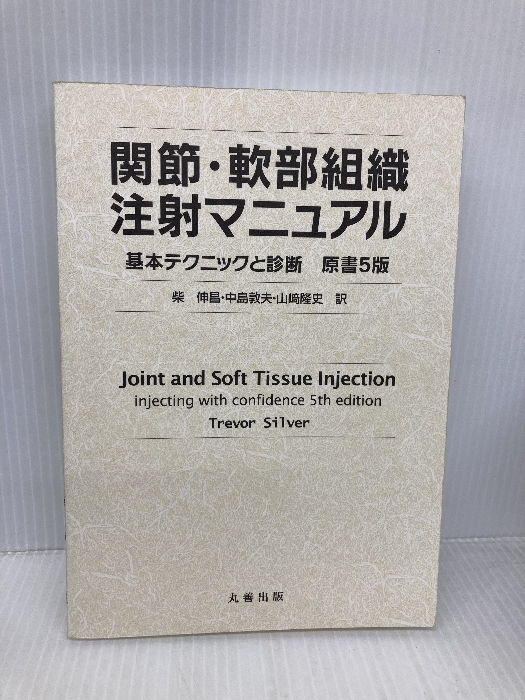 関節・軟部組織
注射マニュアル
基本テクニックと診断 原書5版
柴 伸昌・中島敦夫・山﨑隆史 訳
Joint and Soft Tissue Injection
injecting with confidence 5th edition
Trevor Silver
丸善出版